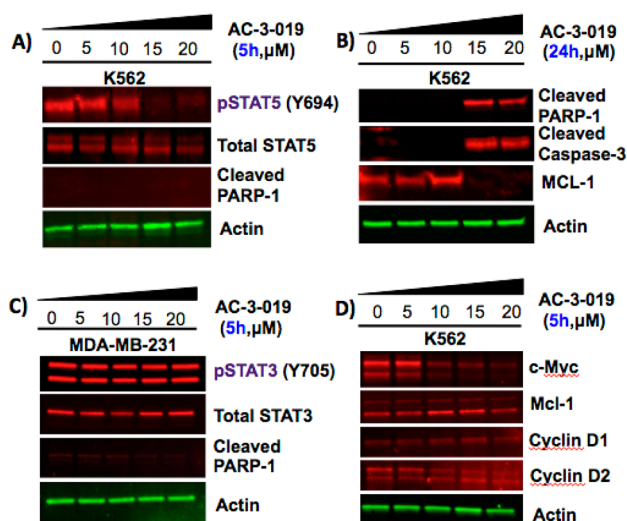 A)
AC-3-019
0 5 10 15 20
(5h,µM)
K562
pSTAT5 (Y694)
Total STAT5
Cleaved
PARP-1
Actin
B)
AC-3-019
0 5 10 15 20
(24h,µM)
K562
Cleaved
PARP-1
Cleaved
Caspase-3
MCL-1
Actin
C)
AC-3-019
0 5 10 15 20
(5h,µM)
MDA-MB-231
pSTAT3 (Y705)
Total STAT3
Cleaved
PARP-1
Actin
D)
AC-3-019
0 5 10 15 20
(5h,µM)
K562
c-Myc
Mcl-1
Cyclin D1
Cyclin D2
Actin